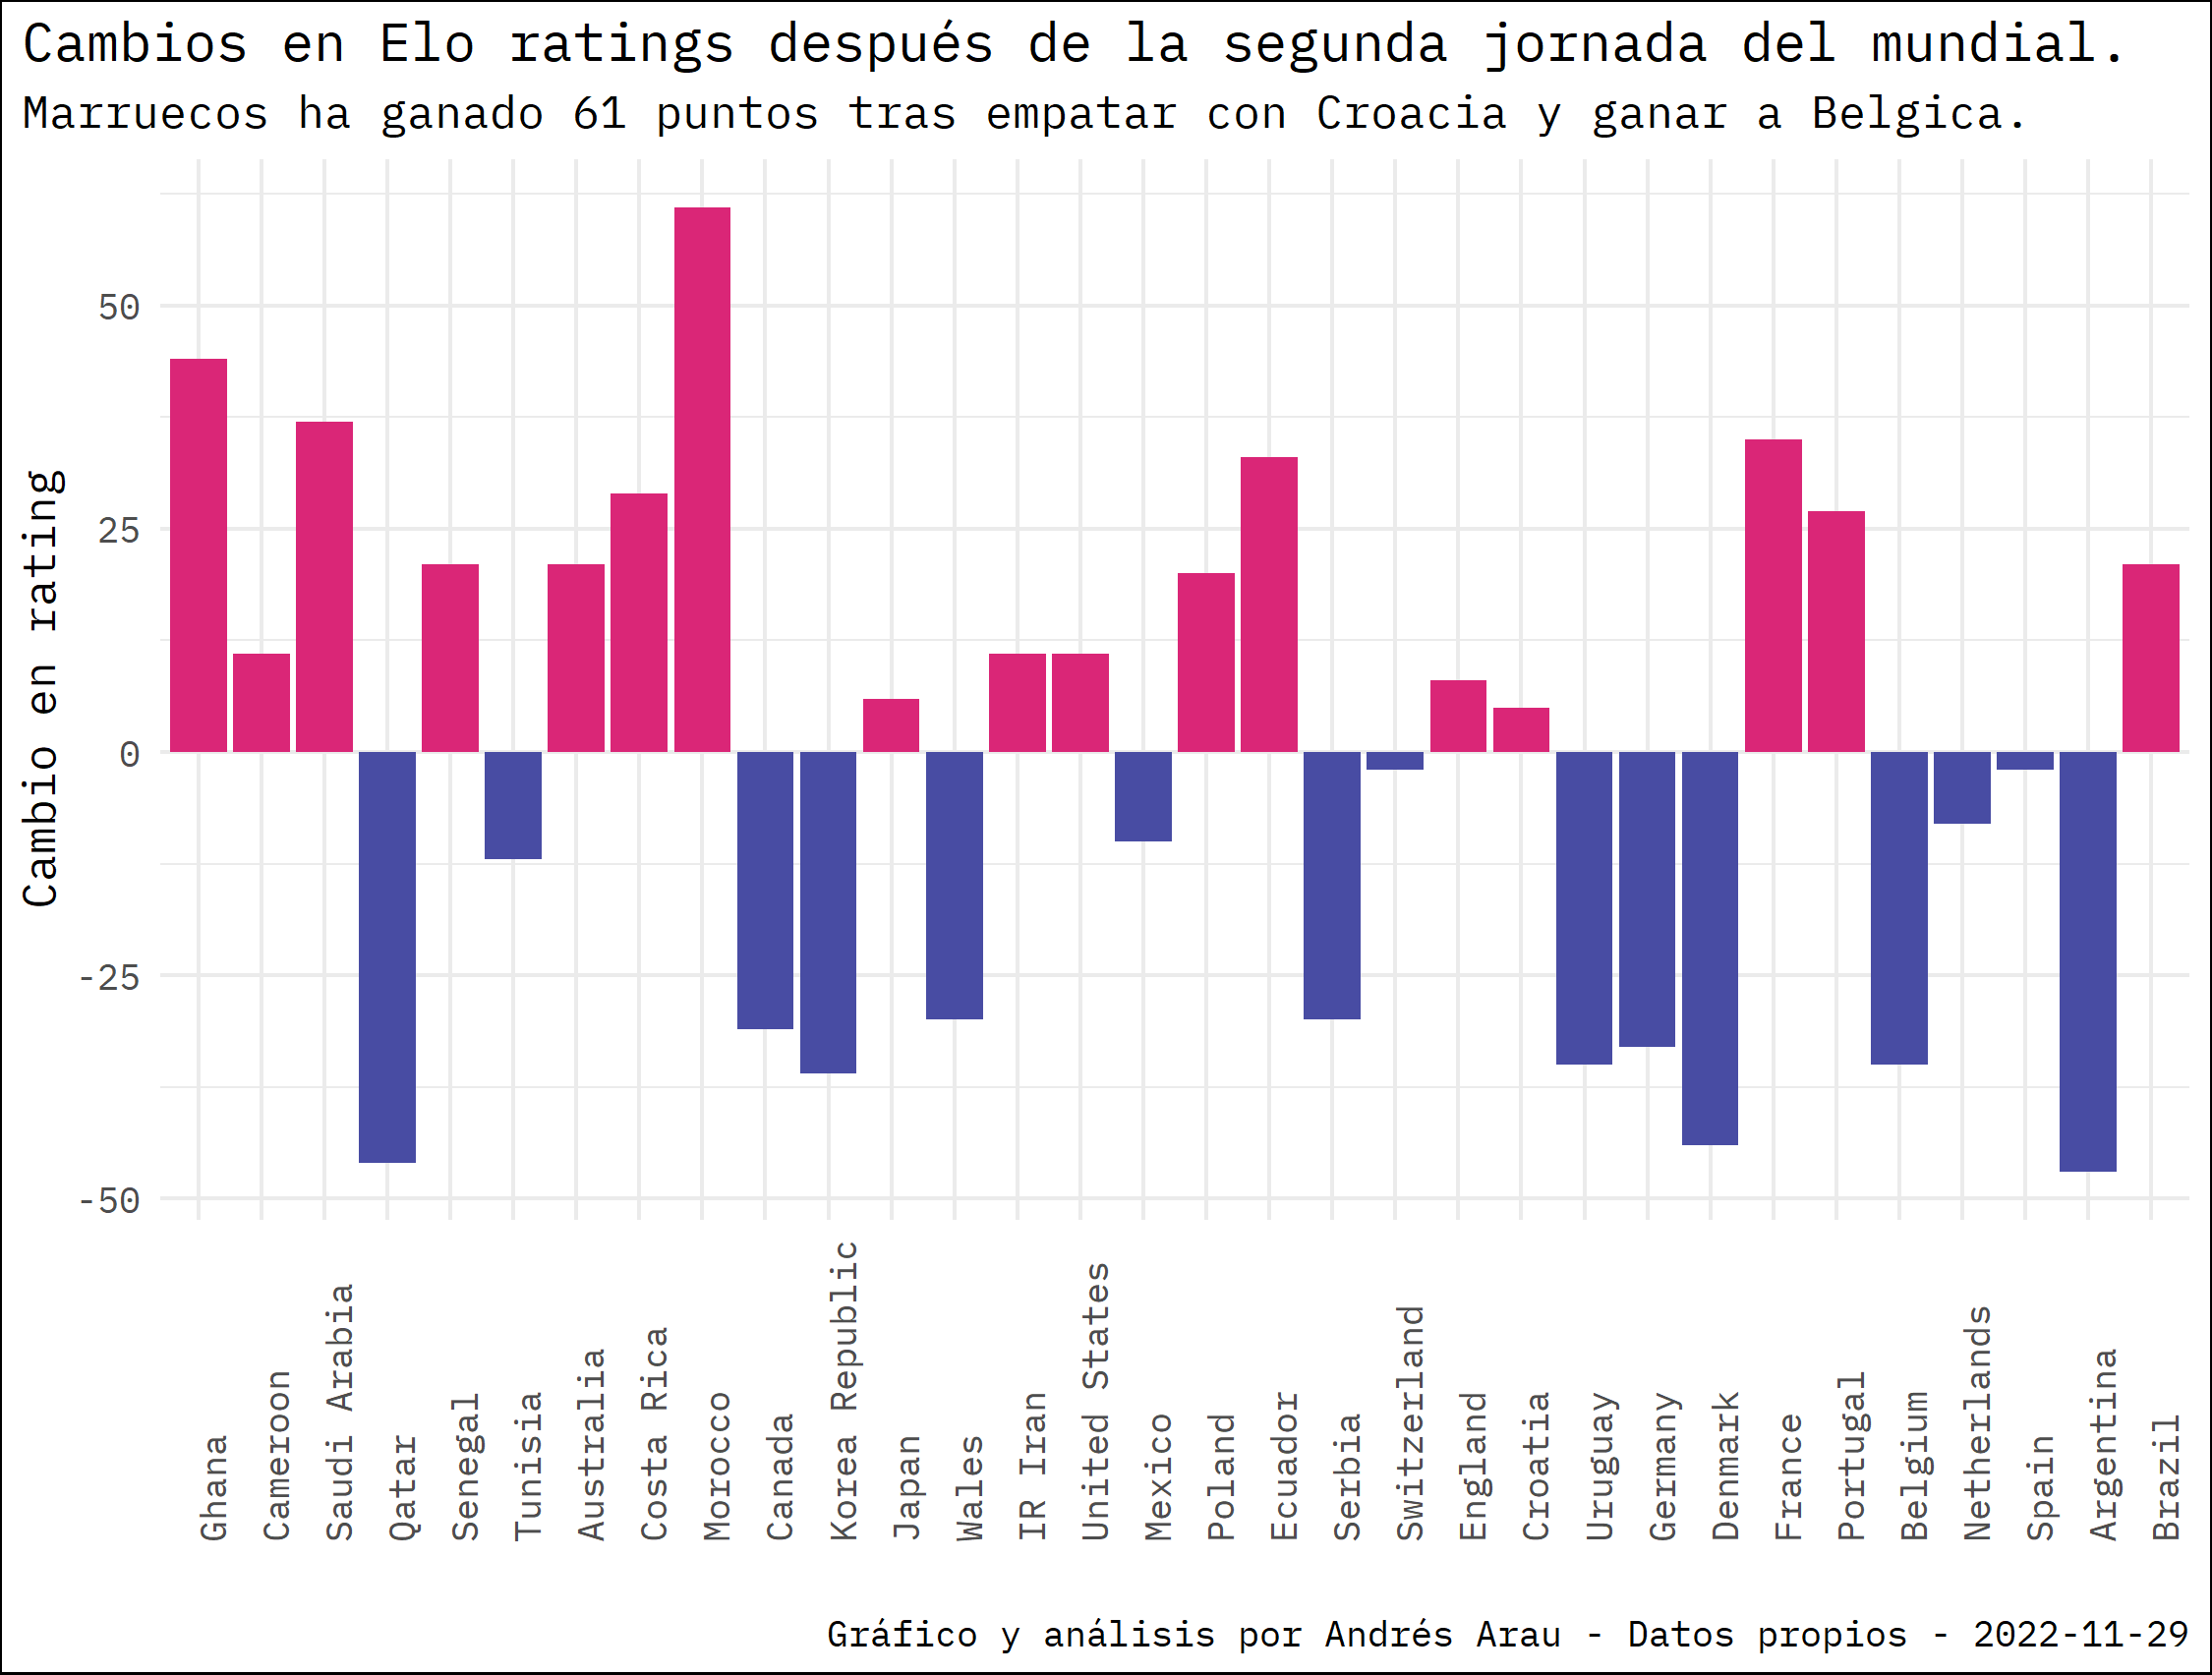 Cambios en Elo ratings después de la segunda jornada del mundial.
Marruecos ha ganado 61 puntos tras empatar con Croacia y ganar a Belgica.
Cambio en rating
50
25
0
-25
-50
Ghana
Cameroon
Saudi Arabia
Qatar
Senegal
Tunisia
Australia
Costa Rica
Morocco
Canada
Korea Republic
Japan
Wales
IR Iran
United States
Mexico
Poland
Ecuador
Serbia
Switzerland
England
Croatia
Uruguay
Germany
Denmark
France
Portugal
Belgium
Netherlands
Spain
Argentina
Brazil
Gráfico y análisis por Andrés Arau - Datos propios - 2022-11-29